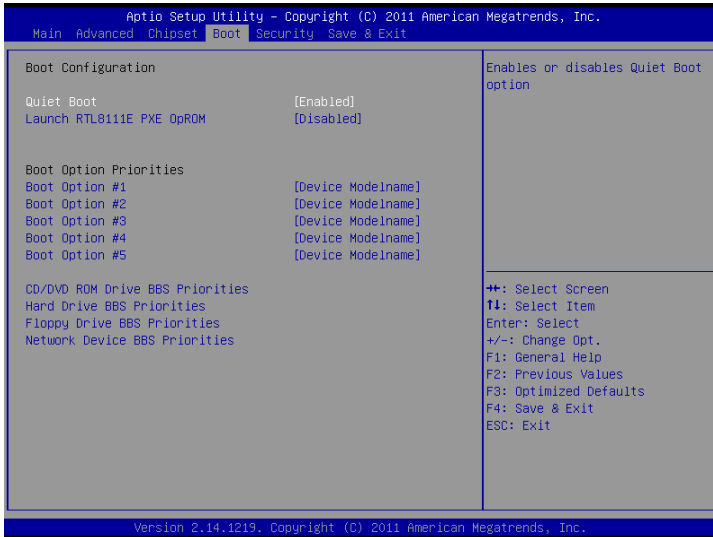 Aptio Setup Utility – Copyright (C) 2011 American Megatrends, Inc.
Main Advanced Chipset Boot Security Save & Exit
Boot Configuration
Quiet Boot [Enabled]
Launch RTL8111E PXE OpROM [Disabled]
Boot Option Priorities
Boot Option #1 [Device Modelname]
Boot Option #2 [Device Modelname]
Boot Option #3 [Device Modelname]
Boot Option #4 [Device Modelname]
Boot Option #5 [Device Modelname]
CD/DVD ROM Drive BBS Priorities
Hard Drive BBS Priorities
Floppy Drive BBS Priorities
Network Device BBS Priorities
Enables or disables Quiet Boot
option
→←: Select Screen
↑↓: Select Item
Enter: Select
+/-: Change Opt.
F1: General Help
F2: Previous Values
F3: Optimized Defaults
F4: Save & Exit
ESC: Exit
Version 2.14.1219. Copyright (C) 2011 American Megatrends, Inc.